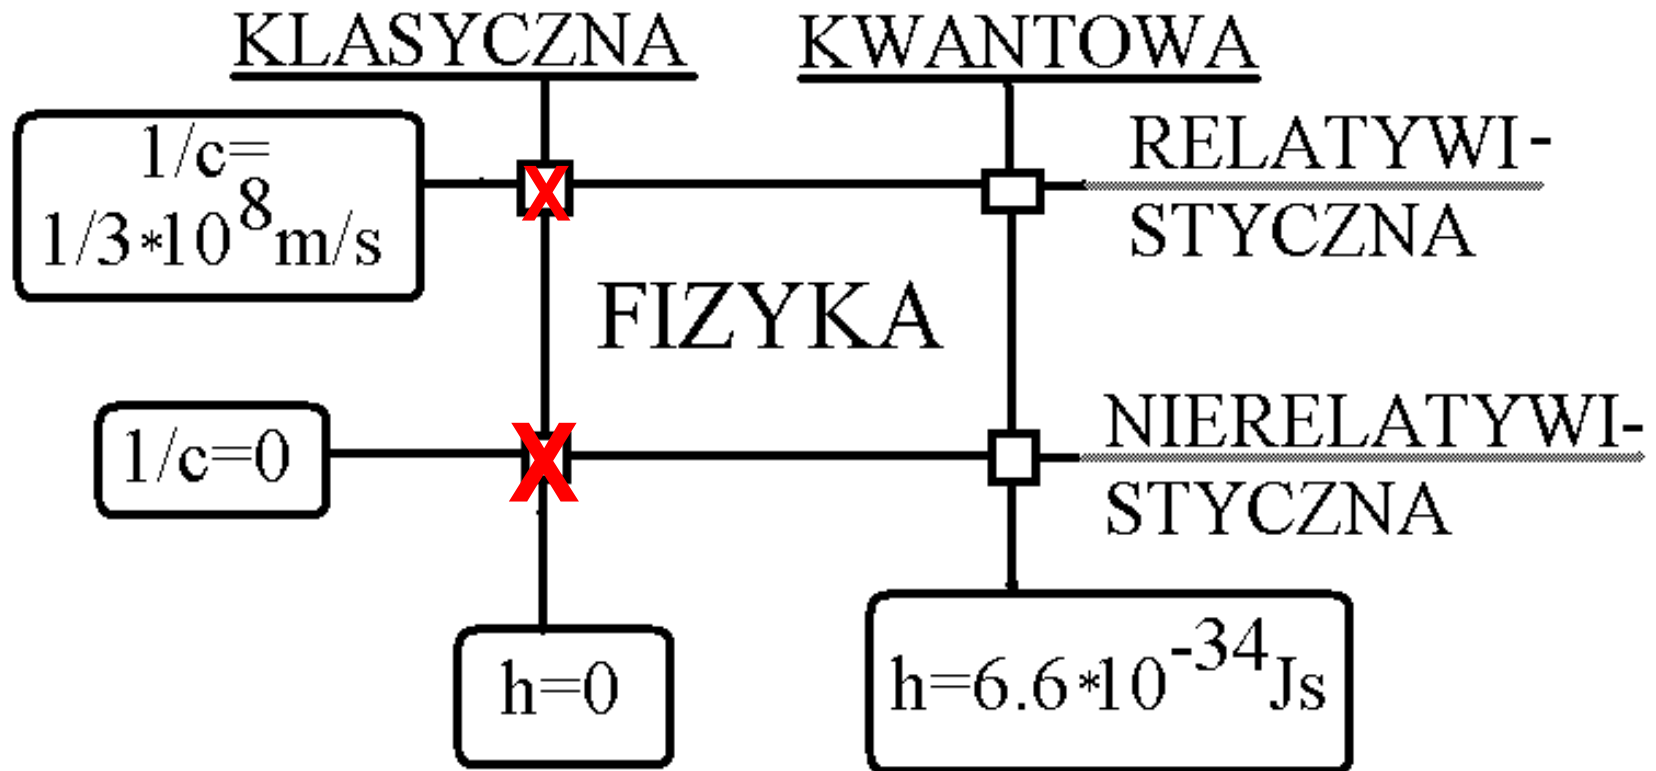 KLASYCZNA
KWANTOWA
1/c=
1/3*10^8 m/s
X
RELATYWI-
STYCZNA
FIZYKA
1/c=0
X
NIERELATYWI-
STYCZNA
h=0
h=6.6*10^-34 Js